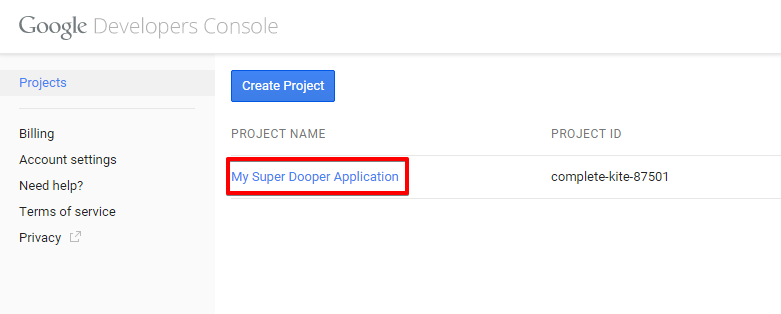 Google Developers Console
Projects
Billing
Account settings
Need help?
Terms of service
Privacy
Create Project
PROJECT NAME PROJECT ID
My Super Dooper Application complete-kite-87501